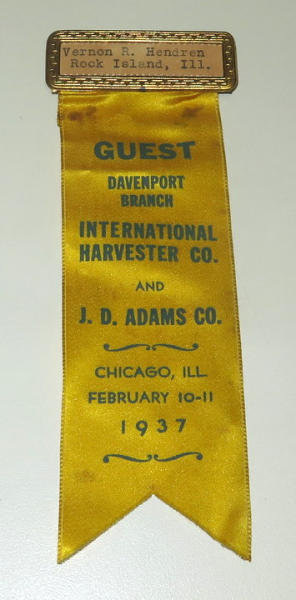 Vernon R. Hendren
Rock Island, Ill.
GUEST
DAVENPORT
BRANCH
INTERNATIONAL
HARVESTER CO.
AND
J. D. ADAMS CO.
CHICAGO, ILL.
FEBRUARY 10-11
1937